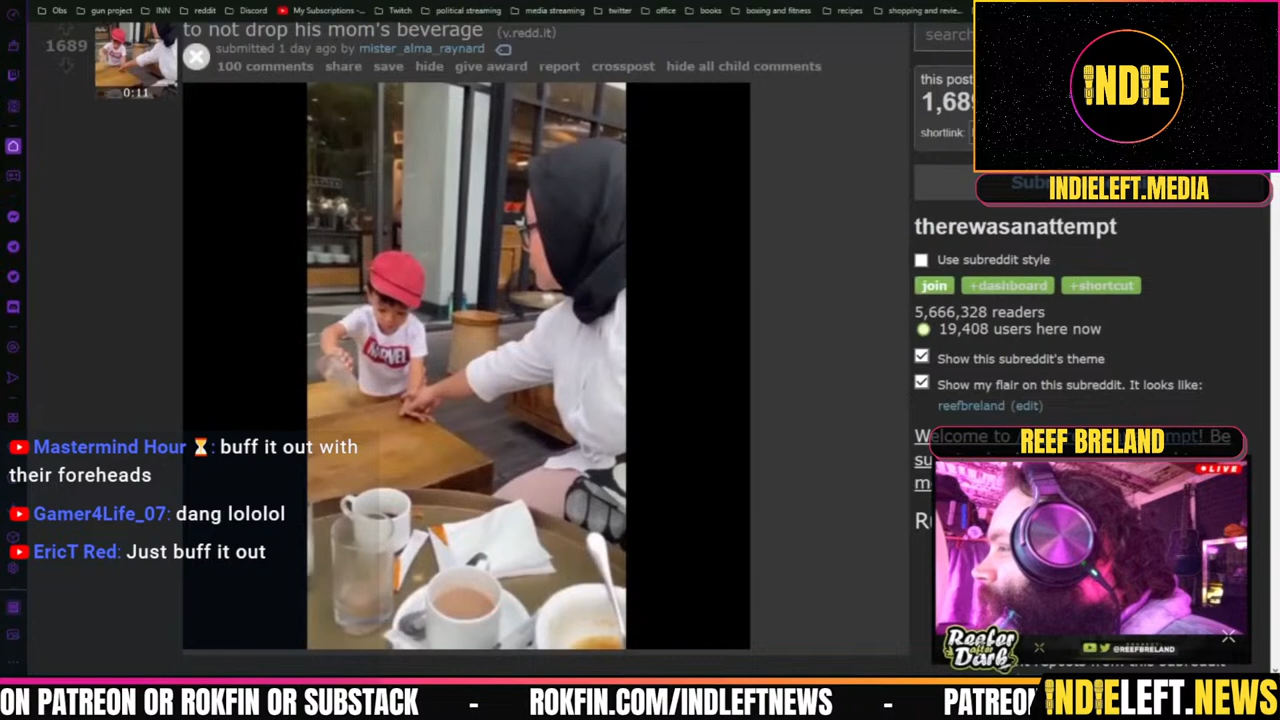 Obs
gun project
INN
reddit
Discord
My Subscriptions -...
Twitch
political streaming
media streaming
twitter
office
books
boxing and fitness
recipes
shopping and revie...
1689
to not drop his mom's beverage (v.redd.it)
submitted 1 day ago by mister_alma_raynard
100 comments share save hide give award report crosspost hide all child comments
0:11
MARVEL
search
this post
1,689
shortlink:
INDIE
INDIELEFT.MEDIA
therewasanattempt
Use subreddit style
join +dashboard +shortcut
5,666,328 readers
19,408 users here now
Show this subreddit's theme
Show my flair on this subreddit. It looks like:
reefbreland (edit)
REEF BRELAND
LIVE
Reefer after Dark
@REEFBRELAND
Mastermind Hour ⏳: buff it out with
their foreheads
Gamer4Life_07: dang lololol
EricT Red: Just buff it out
ON PATREON OR ROKFIN OR SUBSTACK - ROKFIN.COM/INDLEFTNEWS - PATREO
INDIELEFT.NEWS